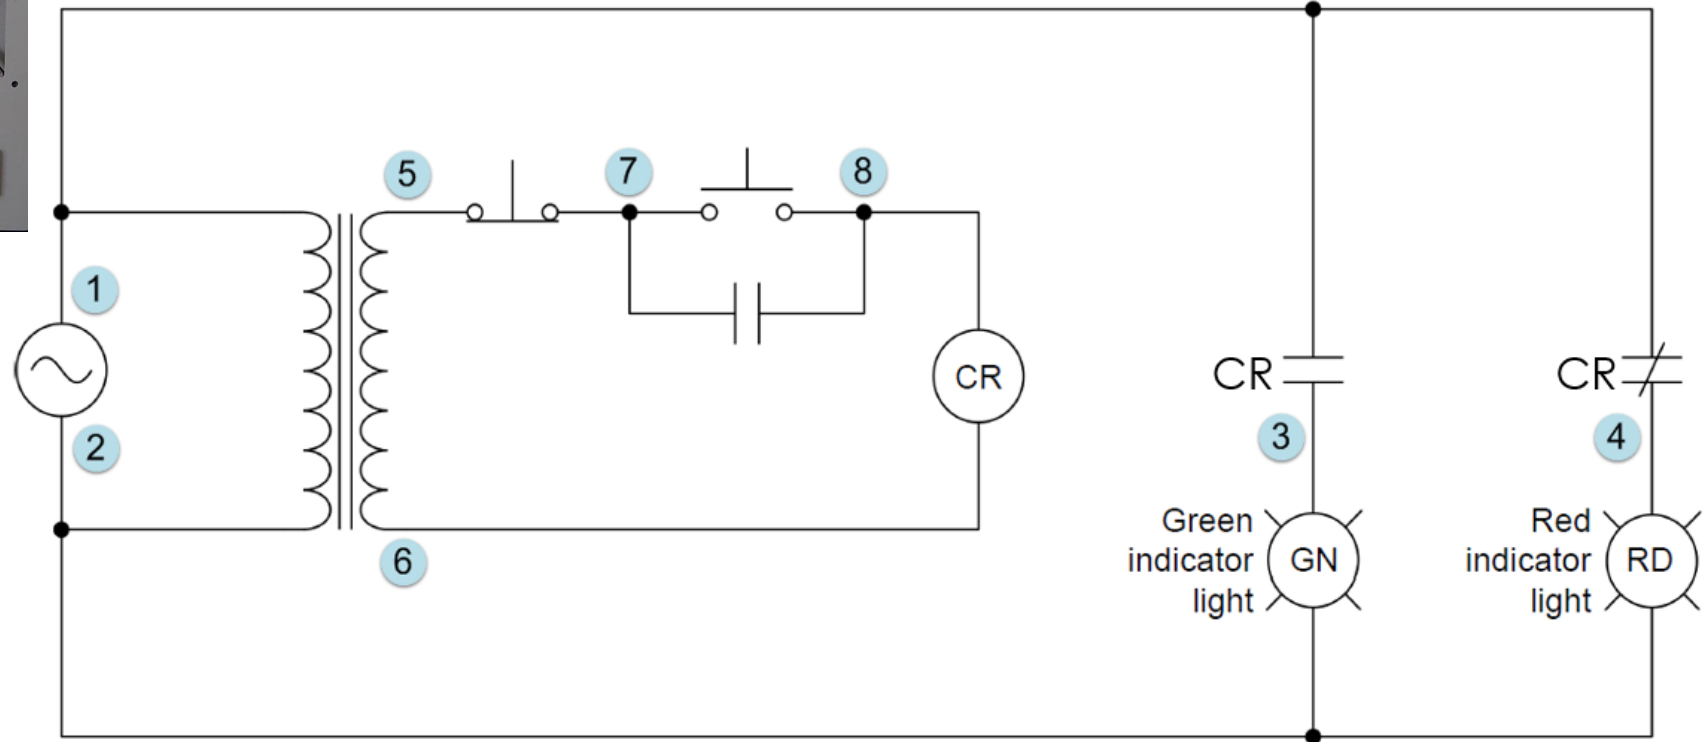 5
7
8
1
2
CR
CR
CR
3
4
Green
indicator
light
GN
Red
indicator
light
RD
6